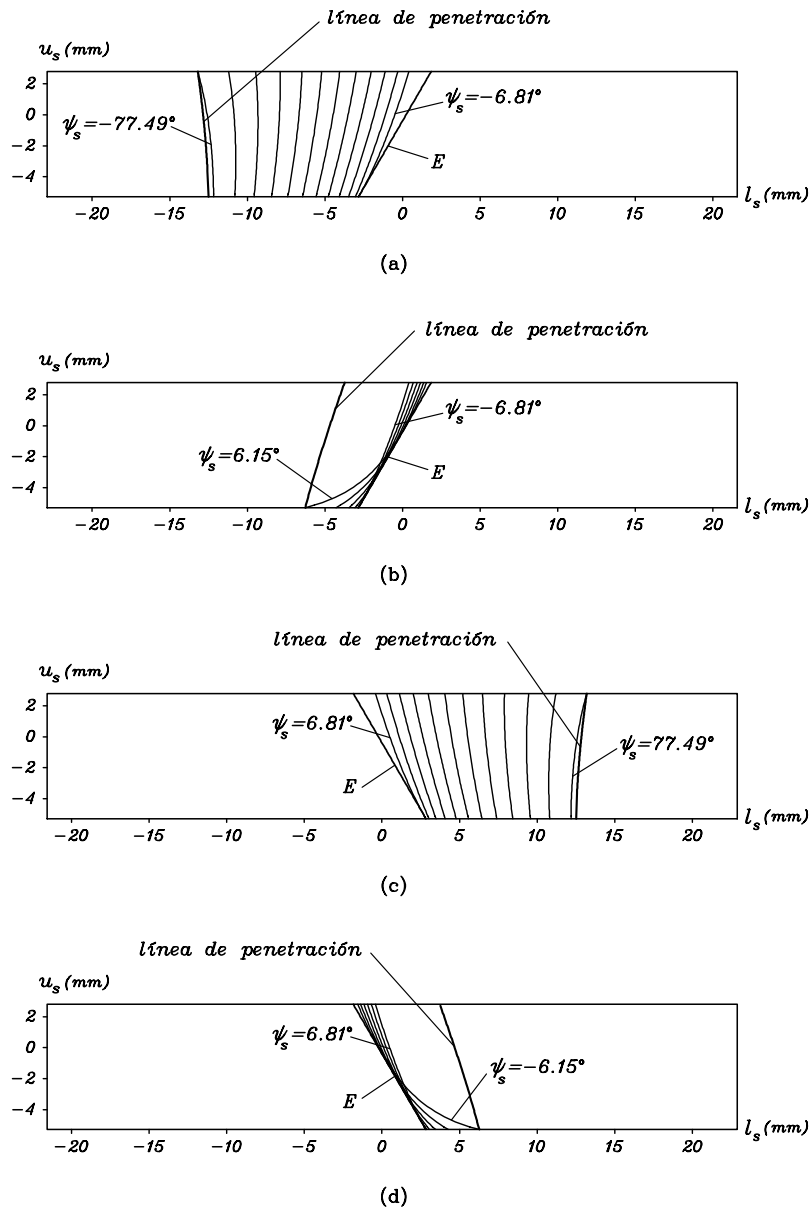 línea de penetración
u_s (mm)
2
0
−2
−4
ψ_s=−77.49°
ψ_s=−6.81°
E
−20 −15 −10 −5 0 5 10 15 20 l_s (mm)
(a)
línea de penetración
u_s (mm)
2
0
−2
−4
ψ_s=−6.81°
ψ_s=6.15°
E
−20 −15 −10 −5 0 5 10 15 20 l_s (mm)
(b)
línea de penetración
u_s (mm)
2
0
−2
−4
ψ_s=6.81°
ψ_s=77.49°
E
−20 −15 −10 −5 0 5 10 15 20 l_s (mm)
(c)
línea de penetración
u_s (mm)
2
0
−2
−4
ψ_s=6.81°
ψ_s=−6.15°
E
−20 −15 −10 −5 0 5 10 15 20 l_s (mm)
(d)